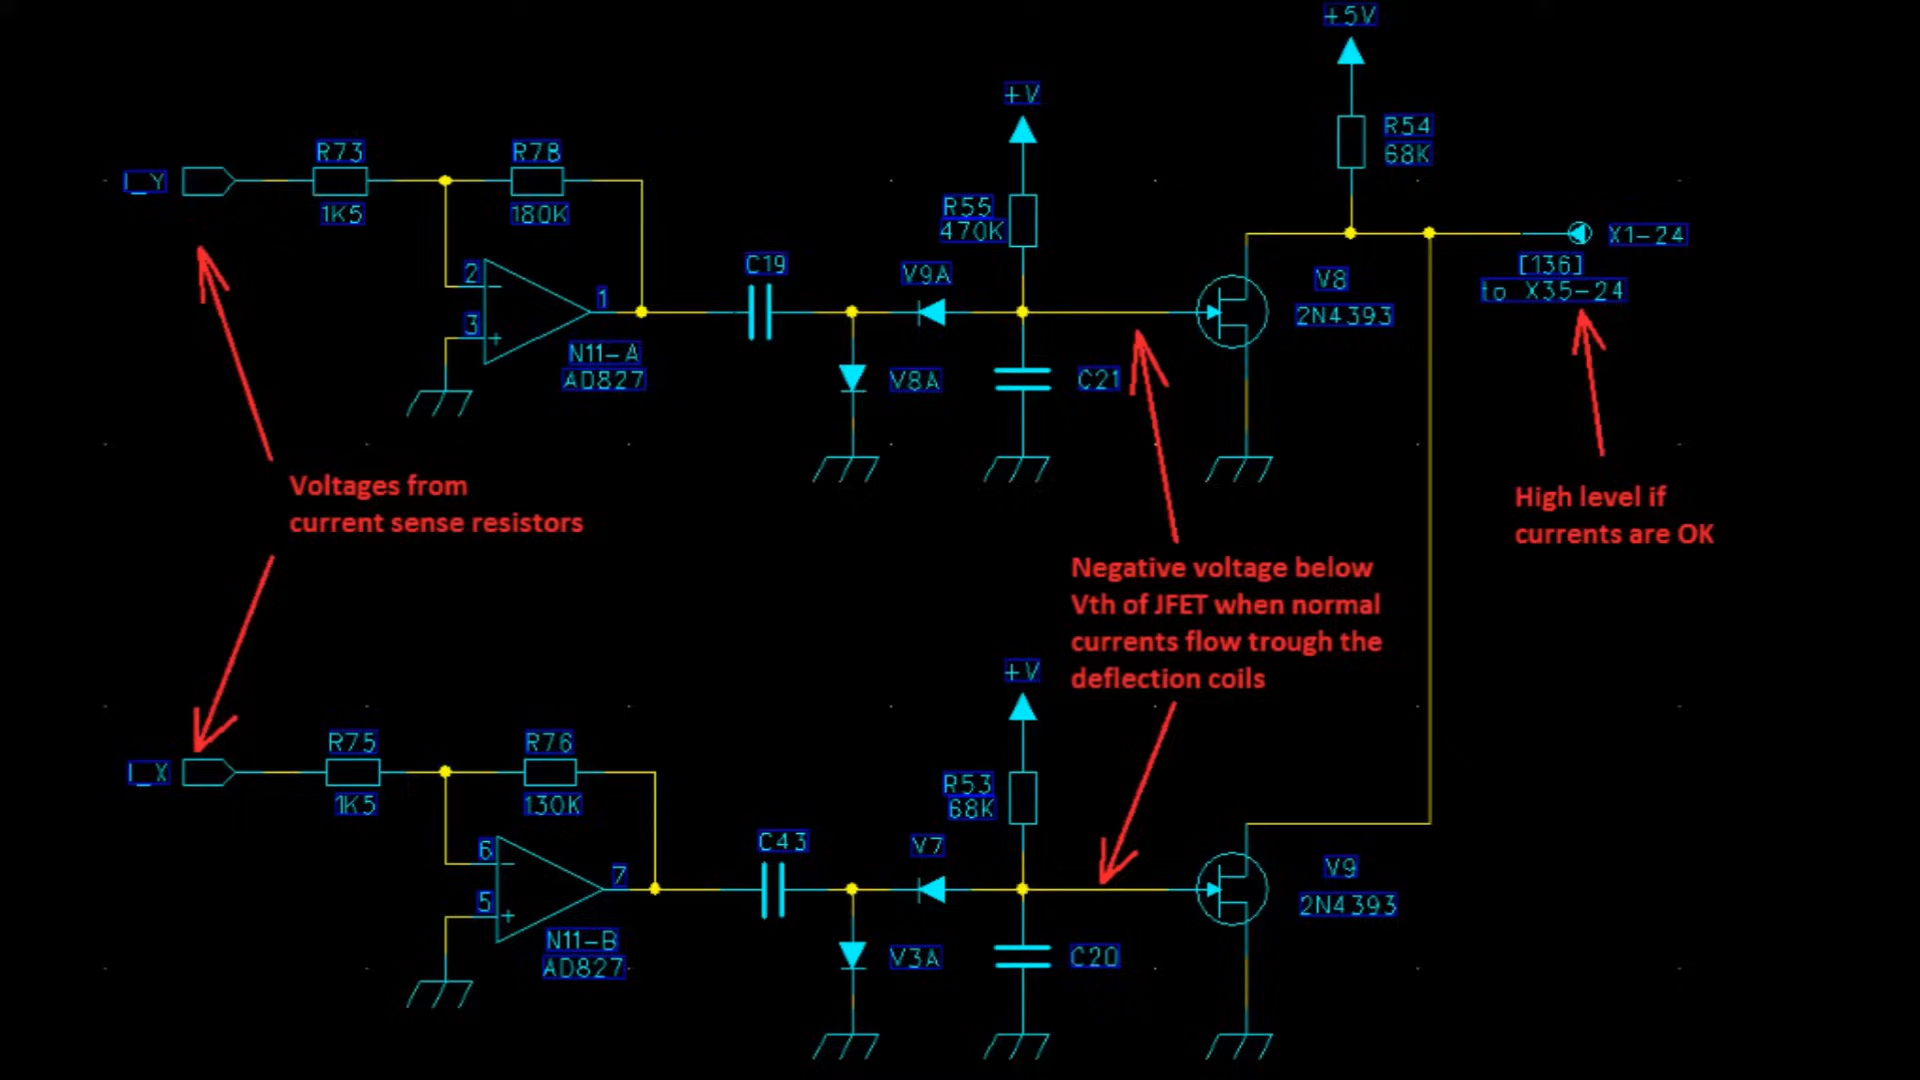 +5V
+V
R54
68K
R73
R78
I_Y
1K5
180K
R55
470K
X1-24
[136]
to X35-24
C19
V9A
V8
2N4393
2
1
3
+
N11-A
AD827
V8A
C21
Voltages from
current sense resistors
High level if
currents are OK
Negative voltage below
Vth of JFET when normal
currents flow trough the
deflection coils
+V
R75
R76
I_X
1K5
130K
R53
68K
C43
V7
V9
2N4393
6
7
5
+
N11-B
AD827
V3A
C20